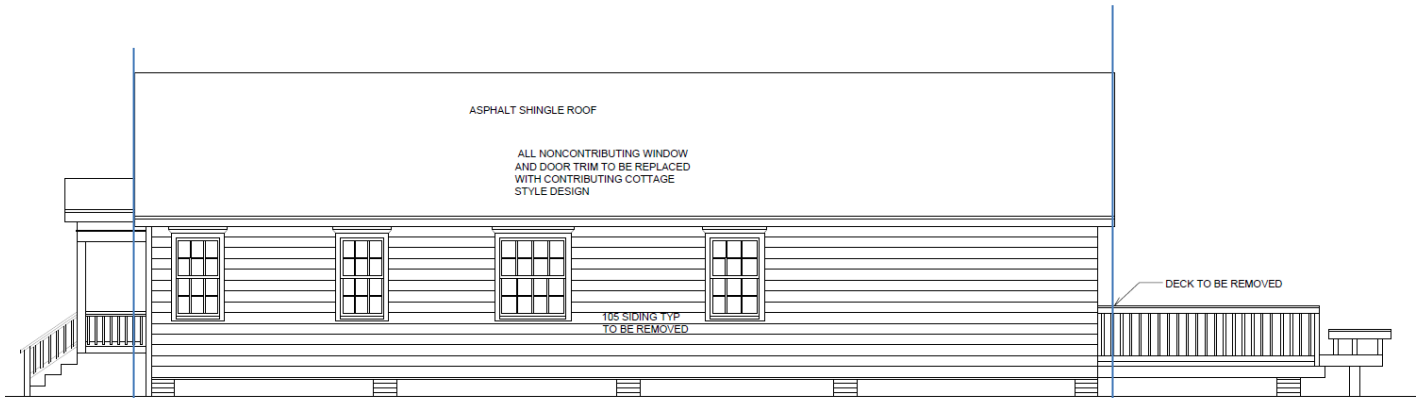 ASPHALT SHINGLE ROOF
ALL NONCONTRIBUTING WINDOW
AND DOOR TRIM TO BE REPLACED
WITH CONTRIBUTING COTTAGE
STYLE DESIGN
DECK TO BE REMOVED
105 SIDING TYP
TO BE REMOVED